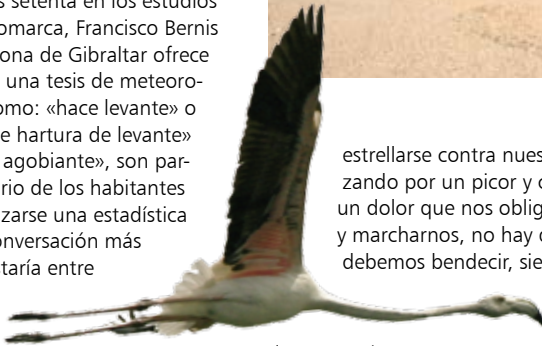 s setenta en los estudios
omarca, Francisco Bernis
ona de Gibraltar ofrece
una tesis de meteoro-
omo: «hace levante» o
e hartura de levante»
agobiante», son par-
rio de los habitantes
zarse una estadística
onversación más
staría entre
estrellarse contra nues
zando por un picor y
un dolor que nos oblig
y marcharnos, no hay
debemos bendecir, sie